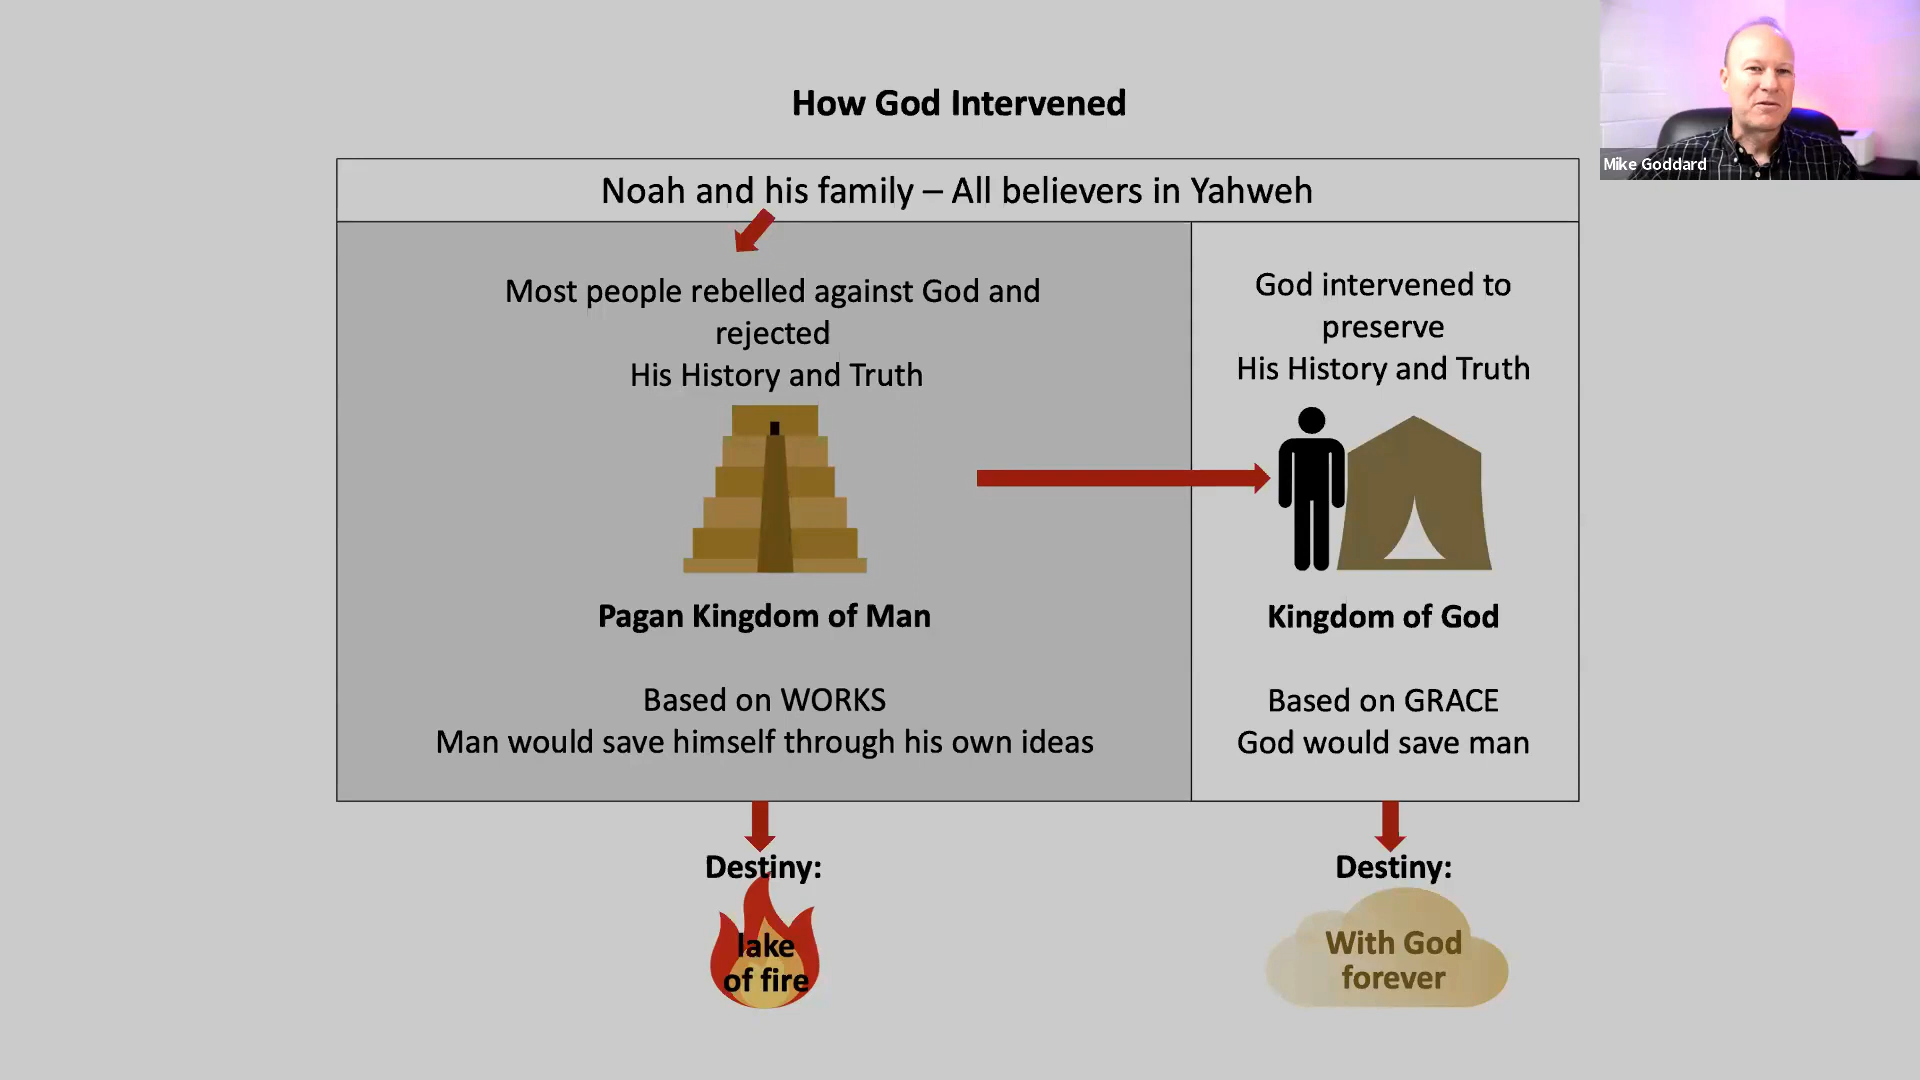 How God Intervened
Mike Goddard
Noah and his family – All believers in Yahweh
Most people rebelled against God and
rejected
His History and Truth
Pagan Kingdom of Man
Based on WORKS
Man would save himself through his own ideas
God intervened to
preserve
His History and Truth
Kingdom of God
Based on GRACE
God would save man
Destiny:
lake
of fire
Destiny:
With God
forever